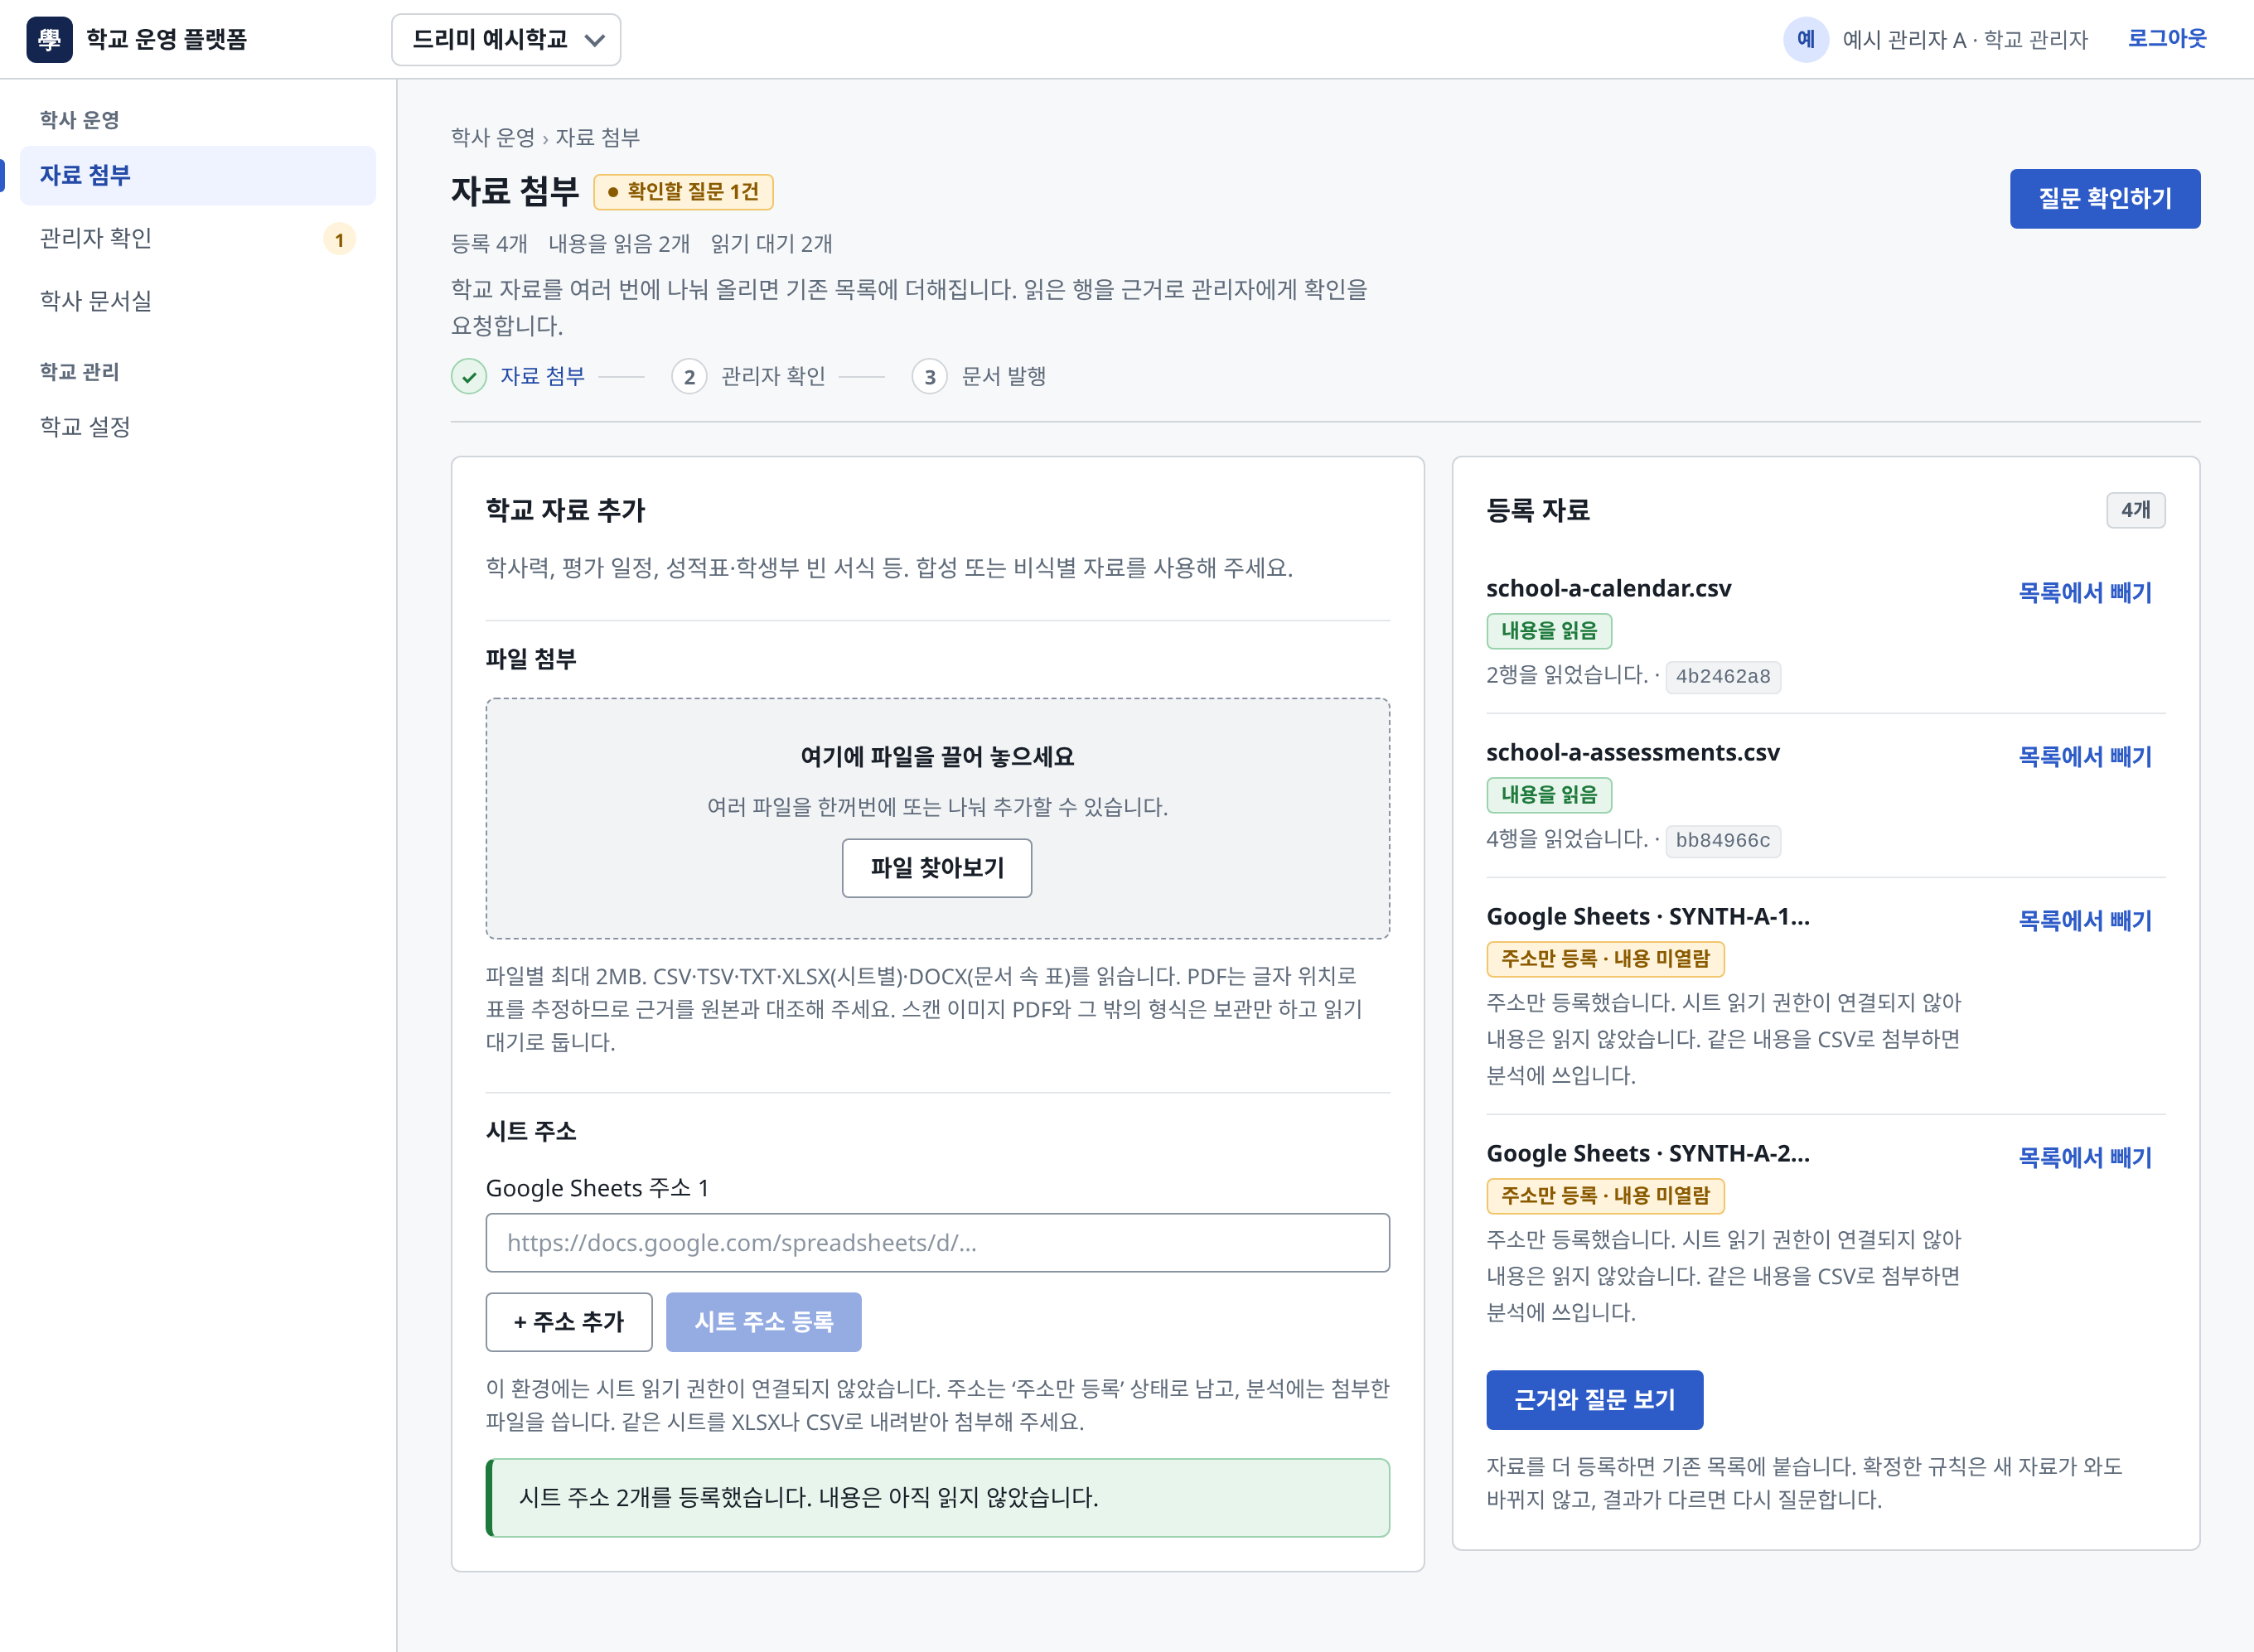 學 학교 운영 플랫폼
드리미 예시학교
예 예시 관리자 A · 학교 관리자
로그아웃
학사 운영
자료 첨부
관리자 확인 1
학사 문서실
학교 관리
학교 설정
학사 운영 › 자료 첨부
자료 첨부 확인할 질문 1건
질문 확인하기
등록 4개 내용을 읽음 2개 읽기 대기 2개
학교 자료를 여러 번에 나눠 올리면 기존 목록에 더해집니다. 읽은 행을 근거로 관리자에게 확인을
요청합니다.
자료 첨부 2 관리자 확인 3 문서 발행
학교 자료 추가
학사력, 평가 일정, 성적표·학생부 빈 서식 등. 합성 또는 비식별 자료를 사용해 주세요.
파일 첨부
여기에 파일을 끌어 놓으세요
여러 파일을 한꺼번에 또는 나눠 추가할 수 있습니다.
파일 찾아보기
파일별 최대 2MB. CSV·TSV·TXT·XLSX(시트별)·DOCX(문서 속 표)를 읽습니다. PDF는 글자 위치로
표를 추정하므로 근거를 원본과 대조해 주세요. 스캔 이미지 PDF와 그 밖의 형식은 보관만 하고 읽기
대기로 둡니다.
시트 주소
Google Sheets 주소 1
https://docs.google.com/spreadsheets/d/...
+ 주소 추가
시트 주소 등록
이 환경에는 시트 읽기 권한이 연결되지 않았습니다. 주소는 ‘주소만 등록’ 상태로 남고, 분석에는 첨부한
파일을 씁니다. 같은 시트를 XLSX나 CSV로 내려받아 첨부해 주세요.
시트 주소 2개를 등록했습니다. 내용은 아직 읽지 않았습니다.
등록 자료
4개
school-a-calendar.csv
목록에서 빼기
내용을 읽음
2행을 읽었습니다. · 4b2462a8
school-a-assessments.csv
목록에서 빼기
내용을 읽음
4행을 읽었습니다. · bb84966c
Google Sheets · SYNTH-A-1…
목록에서 빼기
주소만 등록 · 내용 미열람
주소만 등록했습니다. 시트 읽기 권한이 연결되지 않아
내용은 읽지 않았습니다. 같은 내용을 CSV로 첨부하면
분석에 쓰입니다.
Google Sheets · SYNTH-A-2…
목록에서 빼기
주소만 등록 · 내용 미열람
주소만 등록했습니다. 시트 읽기 권한이 연결되지 않아
내용은 읽지 않았습니다. 같은 내용을 CSV로 첨부하면
분석에 쓰입니다.
근거와 질문 보기
자료를 더 등록하면 기존 목록에 붙습니다. 확정한 규칙은 새 자료가 와도
바뀌지 않고, 결과가 다르면 다시 질문합니다.